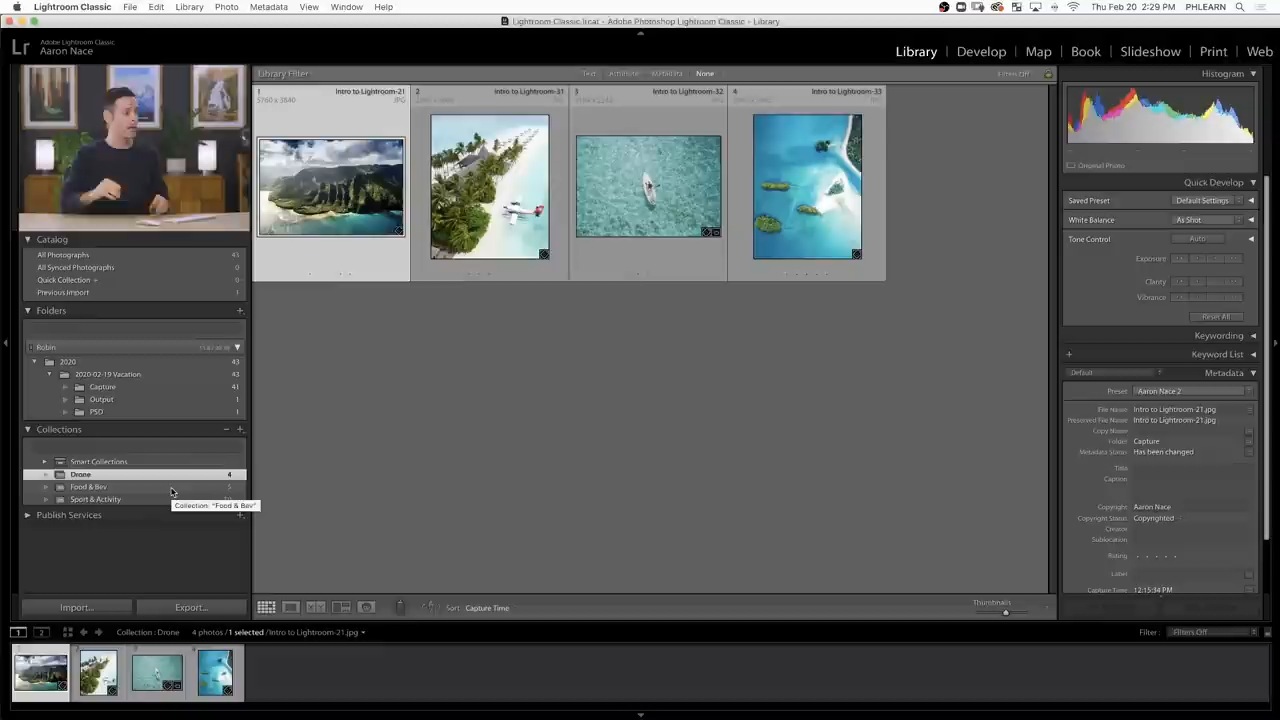 Lightroom Classic File Edit Library Photo Metadata View Window Help Thu Feb 20 2:29 PM PHLEARN
Lightroom Classic.lrcat - Adobe Photoshop Lightroom Classic - Library
Lr Adobe Lightroom Classic
Aaron Nace
Library Develop Map Book Slideshow Print Web
Library Filter Text Attribute Metadata None Filters Off
1 Intro to Lightroom-21
5760 x 3840 JPG
2 Intro to Lightroom-31
JPG
3 Intro to Lightroom-32
JPG
4 Intro to Lightroom-33
JPG
Catalog
All Photographs 43
All Synced Photographs 0
Quick Collection + 0
Previous Import 1
Folders +
Robin
2020 43
2020-02-19 Vacation 43
Capture 41
Output 1
PSD 1
Collections - +
Smart Collections
Drone 4
Food & Bev 5
Sport & Activity
Collection: "Food & Bev"
Publish Services +
Import... Export...
Histogram
Original Photo
Quick Develop
Saved Preset Default Settings
White Balance As Shot
Tone Control Auto
Exposure
Clarity
Vibrance
Reset All
Keywording
+ Keyword List
Default Metadata
Preset Aaron Nace 2
File Name Intro to Lightroom-21.jpg
Preserved File Name Intro to Lightroom-21.jpg
Copy Name
Folder Capture
Metadata Status Has been changed
Title
Caption
Copyright Aaron Nace
Copyright Status Copyrighted
Creator
Sublocation
Rating
Label
Capture Time 12:15:34 PM
Sort Capture Time Thumbnails
1 2 Collection : Drone 4 photos / 1 selected / Intro to Lightroom-21.jpg Filter : Filters Off